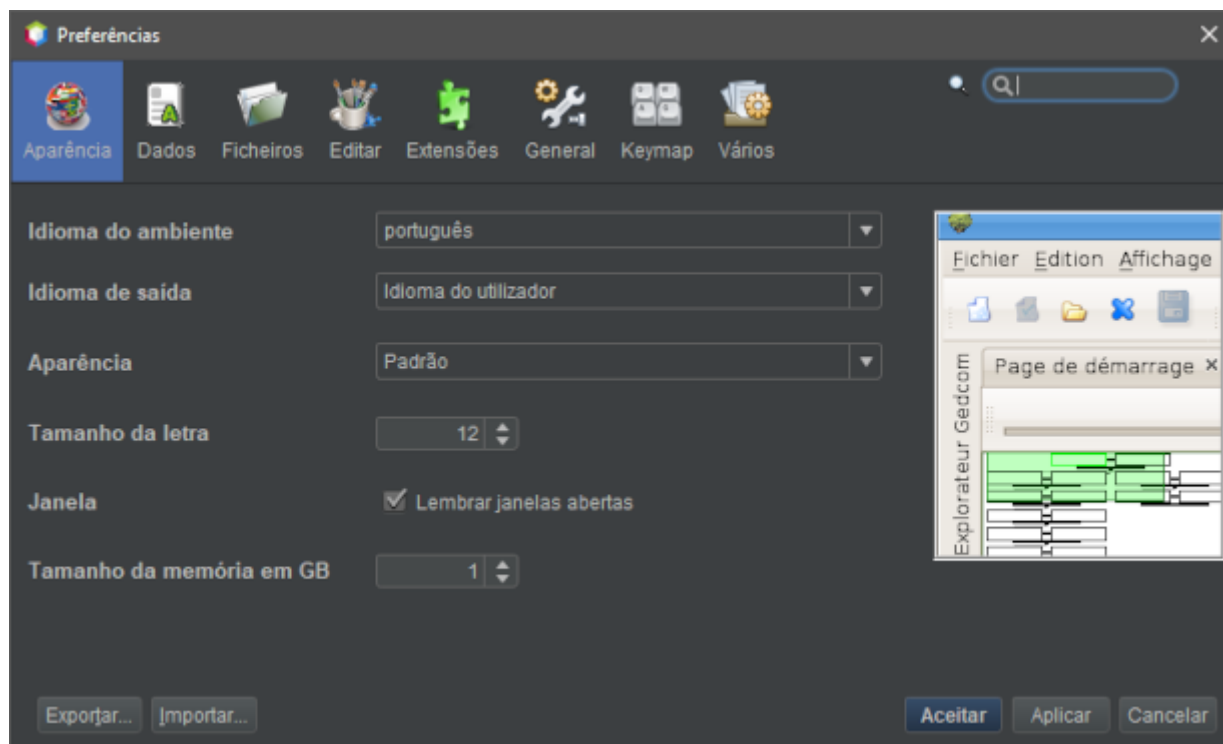 Preferências
Aparência Dados Ficheiros Editar Extensões General Keymap Vários
Idioma do ambiente português
Idioma de saída Idioma do utilizador
Aparência Padrão
Tamanho da letra 12
Janela Lembrar janelas abertas
Tamanho da memória em GB 1
Fichier Edition Affichage
Page de démarrage ×
Explorateur Gedcom
Exportar... Importar... Aceitar Aplicar Cancelar